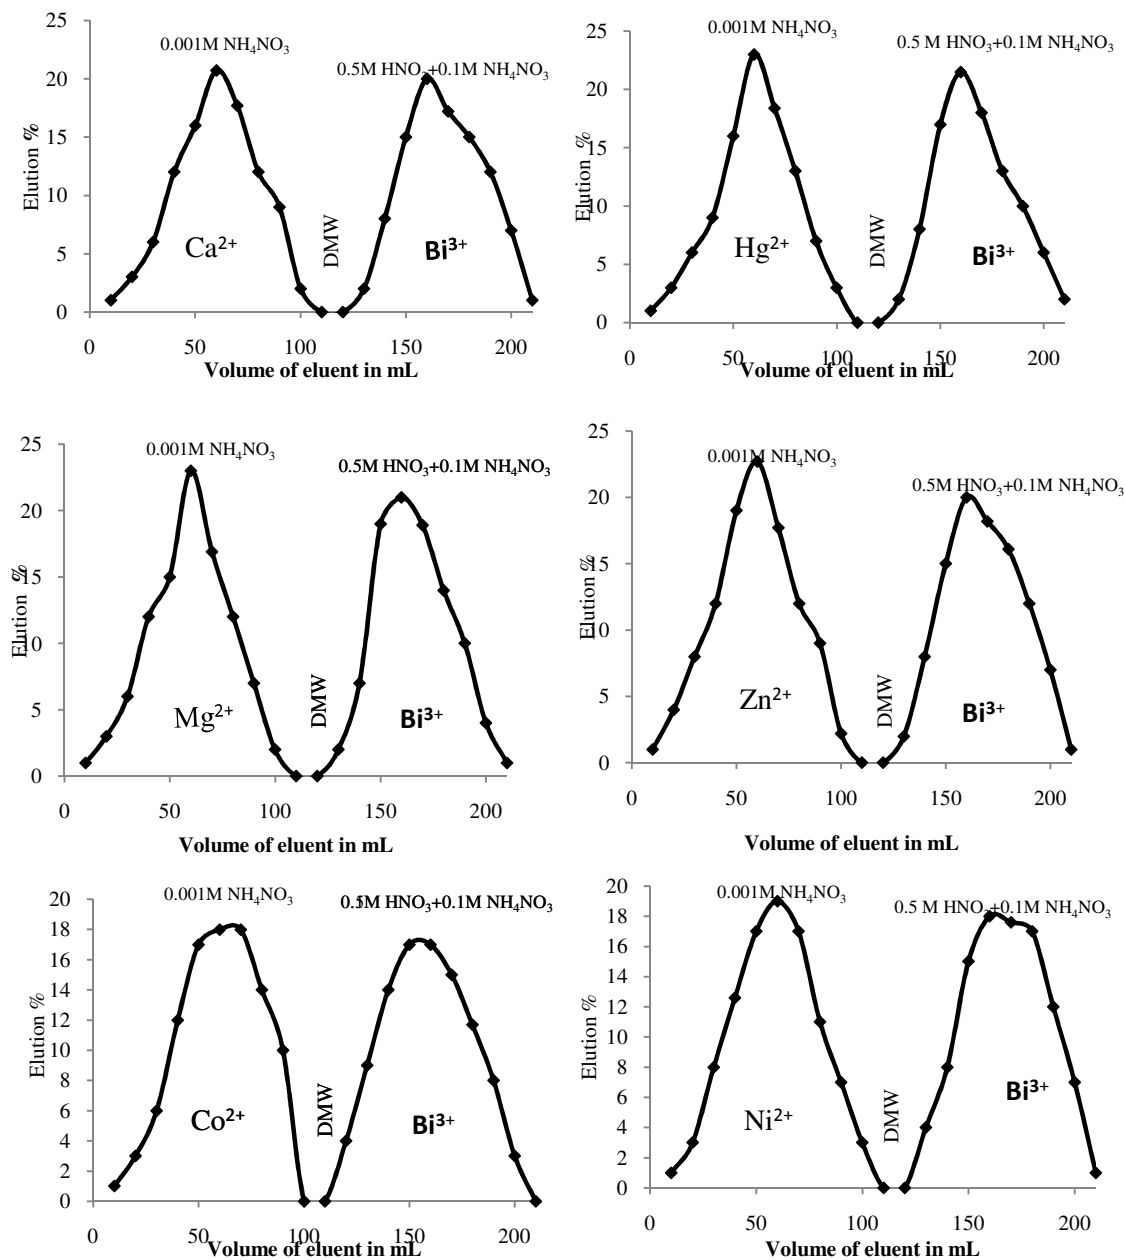 25
20
15
10
5
0
0 50 100 150 200
Elution %
0.001M NH₄NO₃
0.5M HNO₃+0.1M NH₄NO₃
Ca²⁺
DMW
Bi³⁺
Volume of eluent in mL
25
20
15
10
5
0
0 50 100 150 200
Elution %
0.001M NH₄NO₃
0.5 M HNO₃+0.1M NH₄NO₃
Hg²⁺
DMW
Bi³⁺
Volume of eluent in mL
25
20
15
10
5
0
0 50 100 150 200
Elution %
0.001M NH₄NO₃
0.5M HNO₃+0.1M NH₄NO₃
Mg²⁺
DMW
Bi³⁺
Volume of eluent in mL
25
20
15
10
5
0
0 50 100 150 200
Elution %
0.001M NH₄NO₃
0.5M HNO₃+0.1M NH₄NO₃
Zn²⁺
DMW
Bi³⁺
Volume of eluent in mL
20
18
16
14
12
10
8
6
4
2
0
0 50 100 150 200
Elution %
0.001M NH₄NO₃
HNO₃+0.1M NH₄NO₃
Co²⁺
DMW
Bi³⁺
Volume of eluent in mL
20
18
16
14
12
10
8
6
4
2
0
0 50 100 150 200
Elution %
0.001M NH₄NO₃
0.5 M HNO₃+0.1M NH₄NO₃
Ni²⁺
DMW
Bi³⁺
Volume of eluent in mL